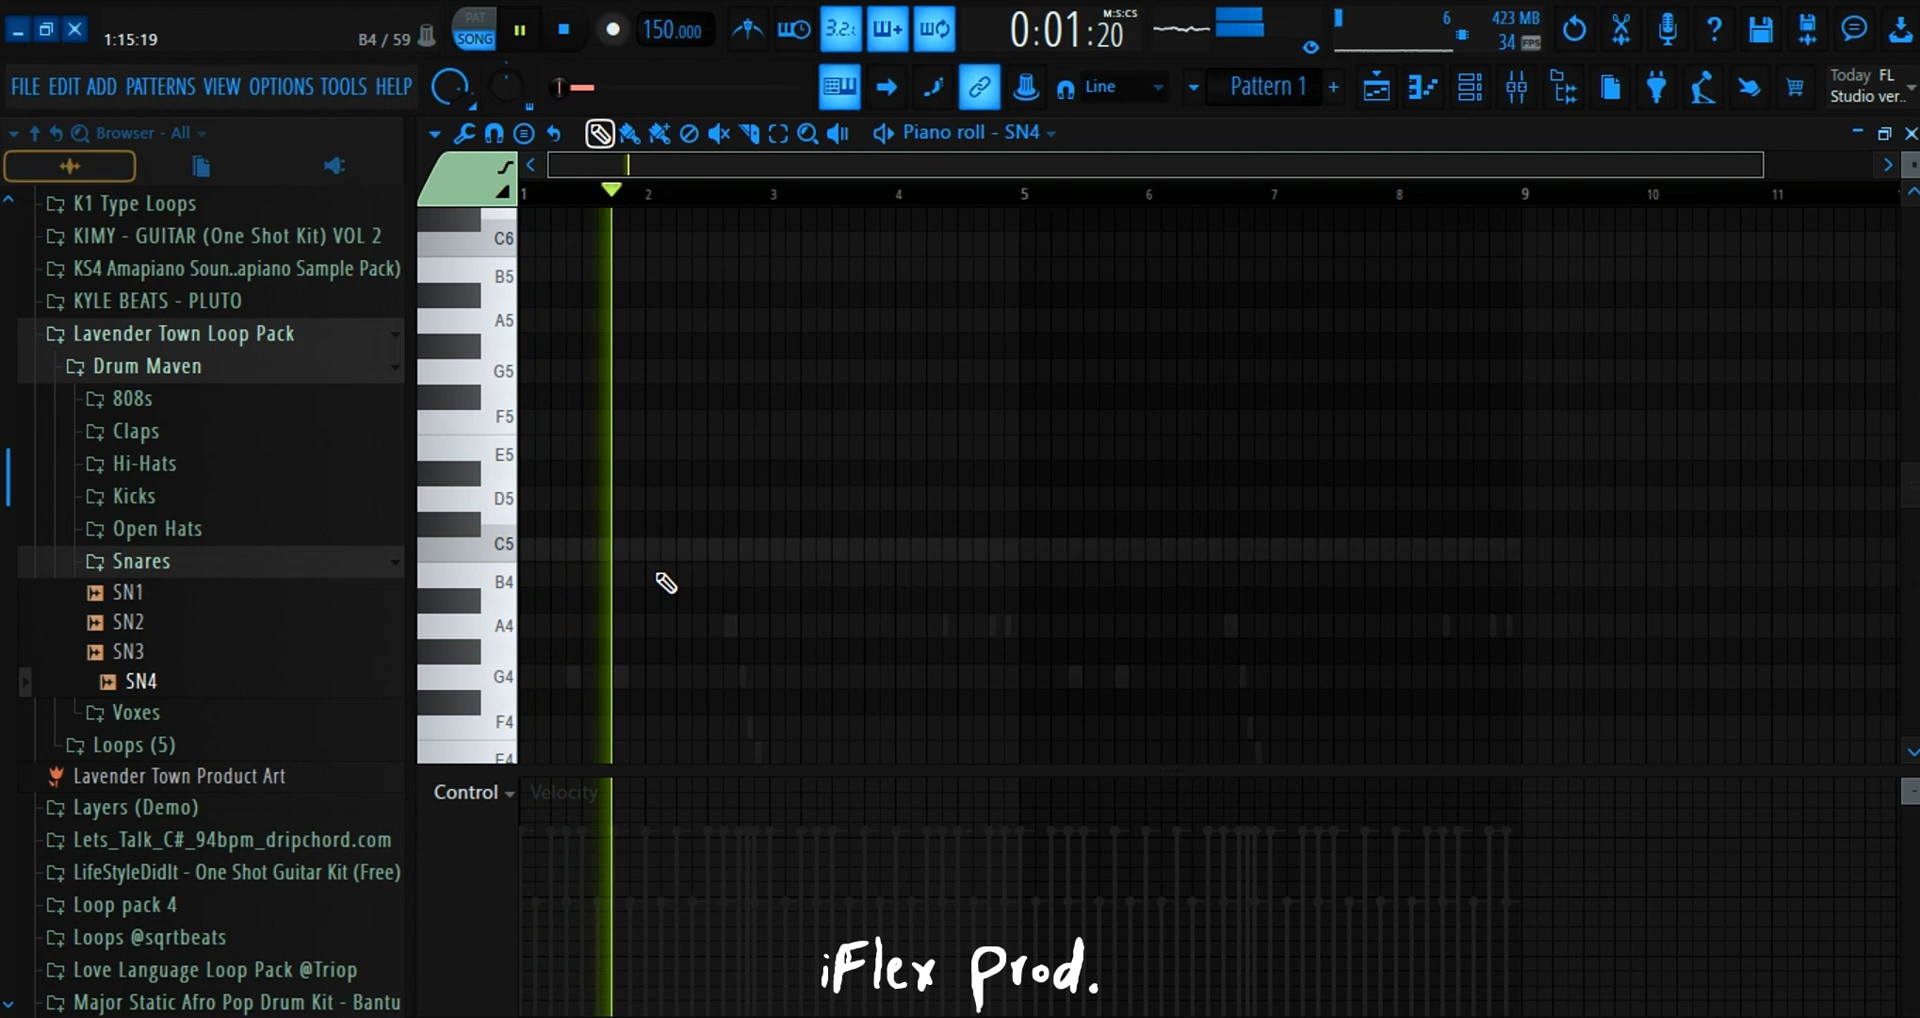 1:15:19
B4 / 59
PAT
SONG
150.000
3.2
M:S:CS
0:01:20
6
423 MB
34 FPS
FILE EDIT ADD PATTERNS VIEW OPTIONS TOOLS HELP
Line
Pattern 1
Today FL
Studio ver..
Browser - All
Piano roll - SN4
1 2 3 4 5 6 7 8 9 10 11
K1 Type Loops
KIMY - GUITAR (One Shot Kit) VOL 2
KS4 Amapiano Soun..apiano Sample Pack)
KYLE BEATS - PLUTO
Lavender Town Loop Pack
Drum Maven
808s
Claps
Hi-Hats
Kicks
Open Hats
Snares
SN1
SN2
SN3
SN4
Voxes
Loops (5)
Lavender Town Product Art
Layers (Demo)
Lets_Talk_C#_94bpm_dripchord.com
LifeStyleDidIt - One Shot Guitar Kit (Free)
Loop pack 4
Loops @sqrtbeats
Love Language Loop Pack @Triop
Major Static Afro Pop Drum Kit - Bantu
C6
B5
A5
G5
F5
E5
D5
C5
B4
A4
G4
F4
E4
Control
Velocity
iFlex Prod.